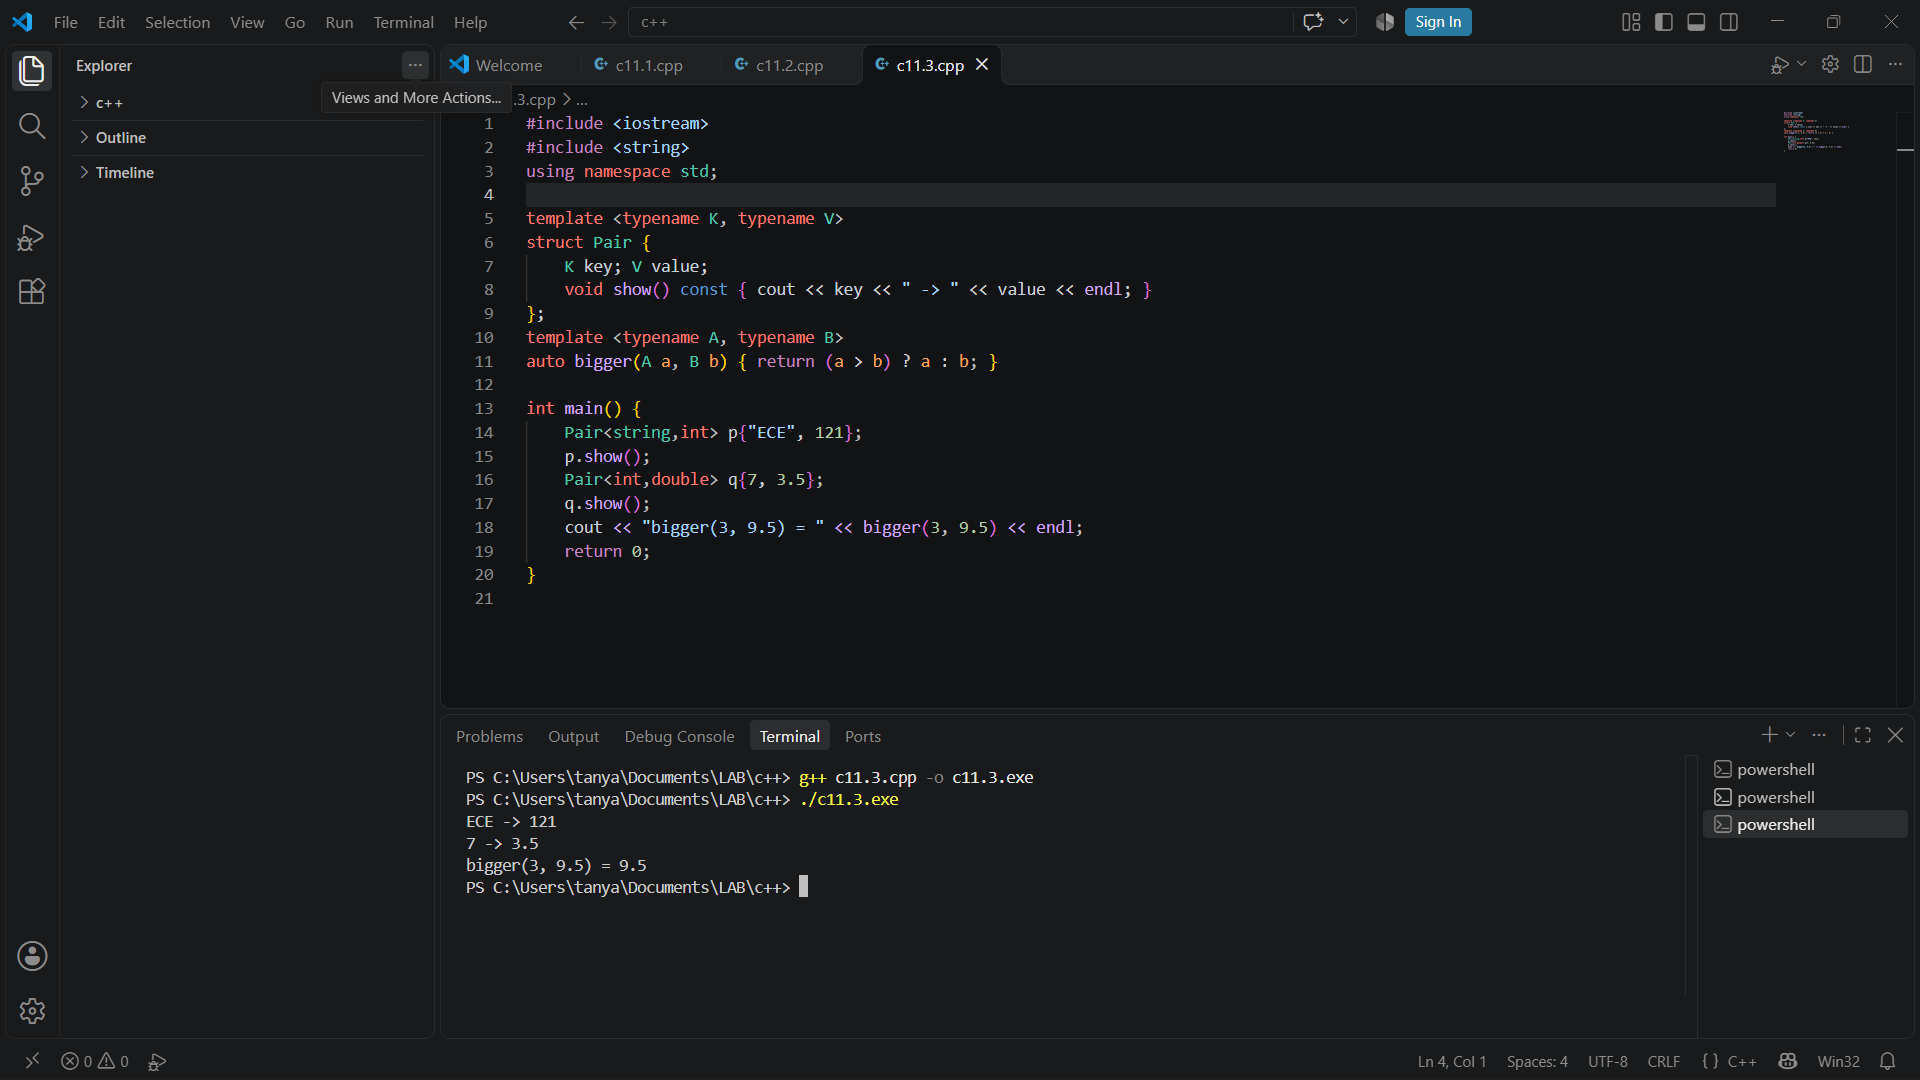 File Edit Selection View Go Run Terminal Help
c++
Sign In
Explorer
Views and More Actions...
c++
Outline
Timeline
Welcome
c11.1.cpp
c11.2.cpp
c11.3.cpp
.3.cpp > ...
1 #include <iostream>
2 #include <string>
3 using namespace std;
4
5 template <typename K, typename V>
6 struct Pair {
7     K key; V value;
8     void show() const { cout << key << " -> " << value << endl; }
9 };
10 template <typename A, typename B>
11 auto bigger(A a, B b) { return (a > b) ? a : b; }
12
13 int main() {
14     Pair<string,int> p{"ECE", 121};
15     p.show();
16     Pair<int,double> q{7, 3.5};
17     q.show();
18     cout << "bigger(3, 9.5) = " << bigger(3, 9.5) << endl;
19     return 0;
20 }
21
Problems Output Debug Console Terminal Ports
PS C:\Users\tanya\Documents\LAB\c++> g++ c11.3.cpp -o c11.3.exe
PS C:\Users\tanya\Documents\LAB\c++> ./c11.3.exe
ECE -> 121
7 -> 3.5
bigger(3, 9.5) = 9.5
PS C:\Users\tanya\Documents\LAB\c++>
powershell
powershell
powershell
0 0
Ln 4, Col 1 Spaces: 4 UTF-8 CRLF {} C++ Win32